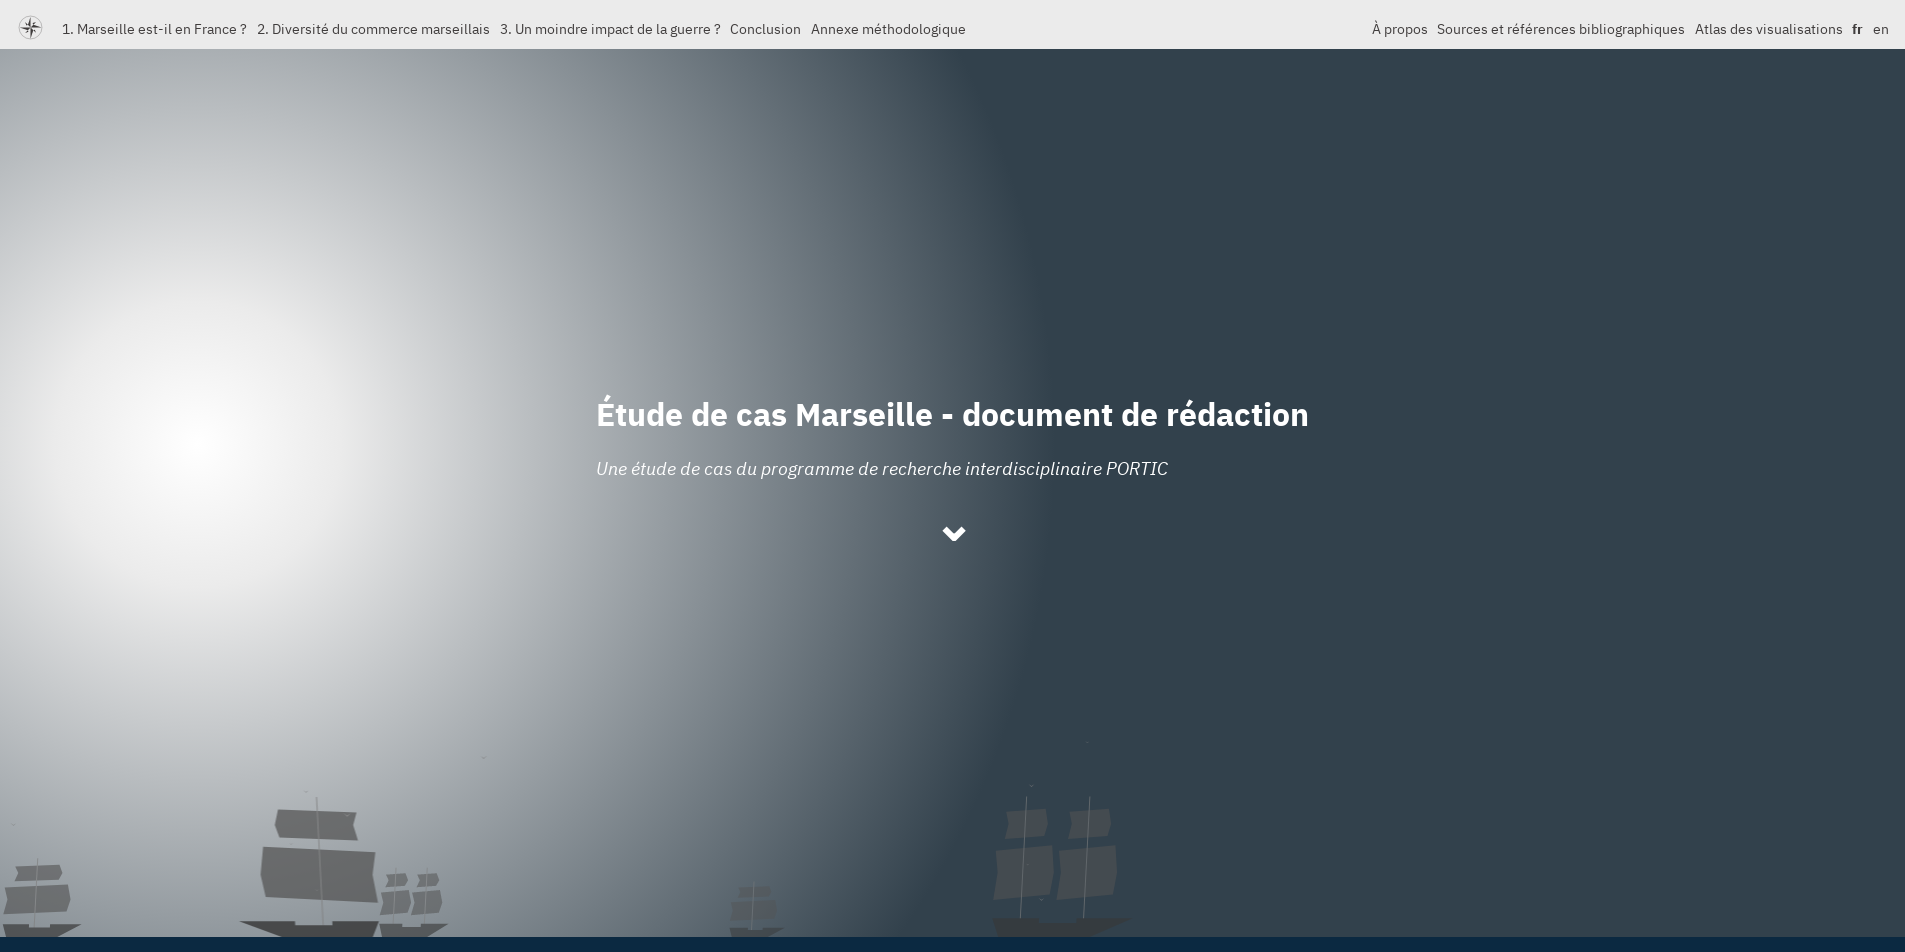 1. Marseille est-il en France ? 2. Diversité du commerce marseillais 3. Un moindre impact de la guerre ? Conclusion Annexe méthodologique À propos Sources et références bibliographiques Atlas des visualisations fr en
Étude de cas Marseille - document de rédaction
Une étude de cas du programme de recherche interdisciplinaire PORTIC